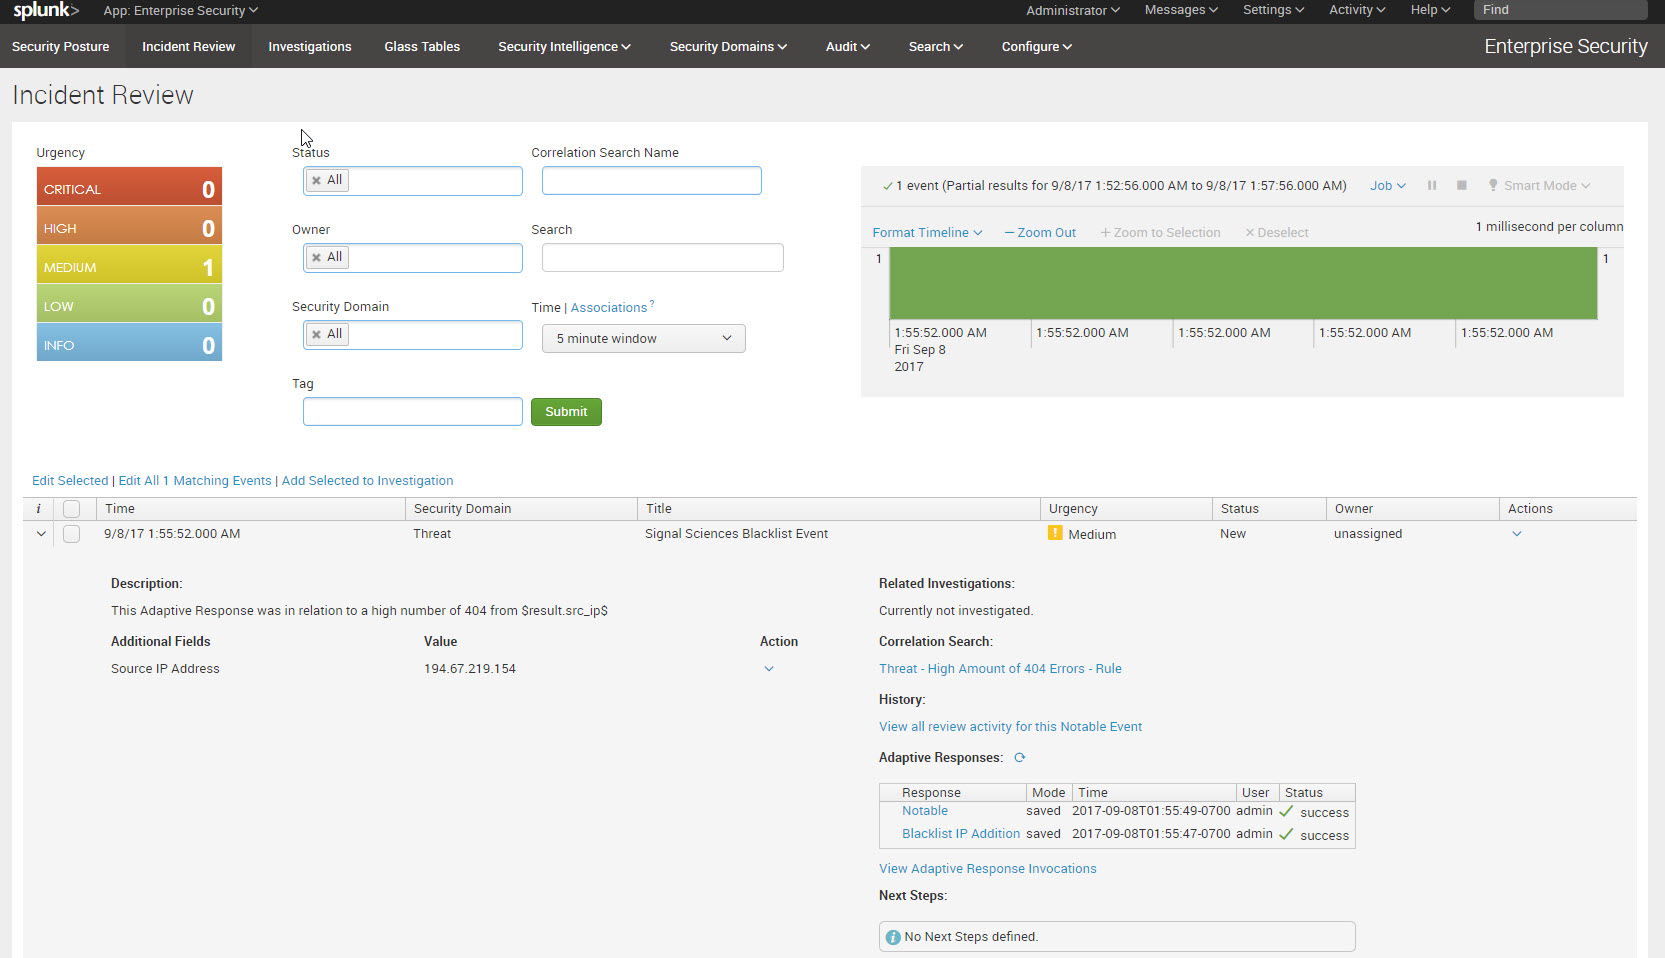 splunk> App: Enterprise Security Administrator Messages Settings Activity Help Find
Security Posture Incident Review Investigations Glass Tables Security Intelligence Security Domains Audit Search Configure Enterprise Security
Incident Review
Urgency
CRITICAL 0
HIGH 0
MEDIUM 1
LOW 0
INFO 0
Status
All
Correlation Search Name
Owner
All
Search
Security Domain
All
Time | Associations ?
5 minute window
Tag
Submit
1 event (Partial results for 9/8/17 1:52:56.000 AM to 9/8/17 1:57:56.000 AM) Job Smart Mode
Format Timeline — Zoom Out + Zoom to Selection × Deselect 1 millisecond per column
1 1
1:55:52.000 AM 1:55:52.000 AM 1:55:52.000 AM 1:55:52.000 AM 1:55:52.000 AM
Fri Sep 8
2017
Edit Selected | Edit All 1 Matching Events | Add Selected to Investigation
i Time Security Domain Title Urgency Status Owner Actions
9/8/17 1:55:52.000 AM Threat Signal Sciences Blacklist Event ! Medium New unassigned
Description:
This Adaptive Response was in relation to a high number of 404 from $result.src_ip$
Additional Fields Value Action
Source IP Address 194.67.219.154
Related Investigations:
Currently not investigated.
Correlation Search:
Threat - High Amount of 404 Errors - Rule
History:
View all review activity for this Notable Event
Adaptive Responses:
Response Mode Time User Status
Notable saved 2017-09-08T01:55:49-0700 admin success
Blacklist IP Addition saved 2017-09-08T01:55:47-0700 admin success
View Adaptive Response Invocations
Next Steps:
i No Next Steps defined.